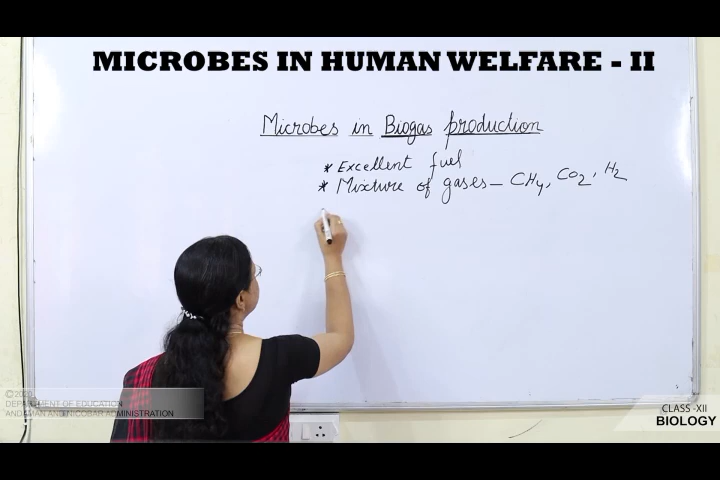 MICROBES IN HUMAN WELFARE - II
Microbes in Biogas production
* Excellent fuel
* Mixture of gases – CH4, CO2, H2
©2020
DEPARTMENT OF EDUCATION
ANDAMAN AND NICOBAR ADMINISTRATION
CLASS -XII
BIOLOGY